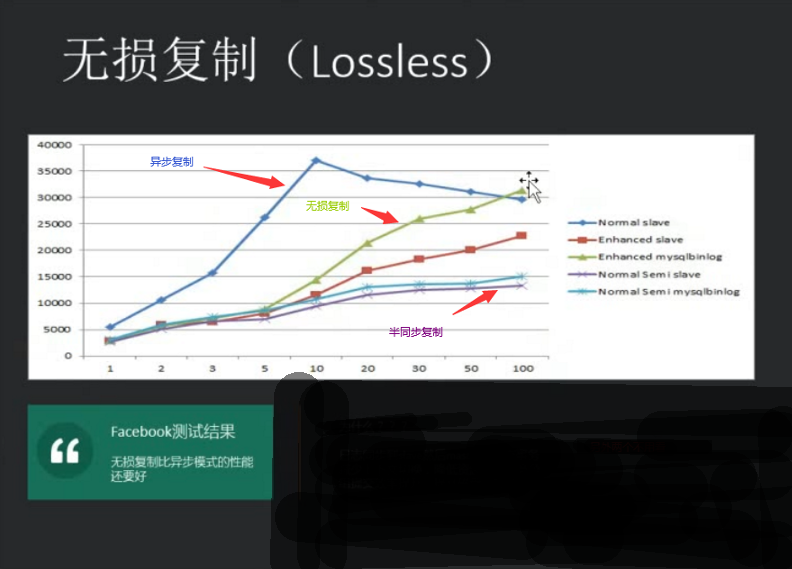 无损复制（Lossless）
40000
35000
30000
25000
20000
15000
10000
5000
0
1 2 3 5 10 20 30 50 100
异步复制
无损复制
半同步复制
Normal slave
Enhanced slave
Enhanced mysqlbinlog
Normal Semi slave
Normal Semi mysqlbinlog
Facebook测试结果
无损复制比异步模式的性能
还要好